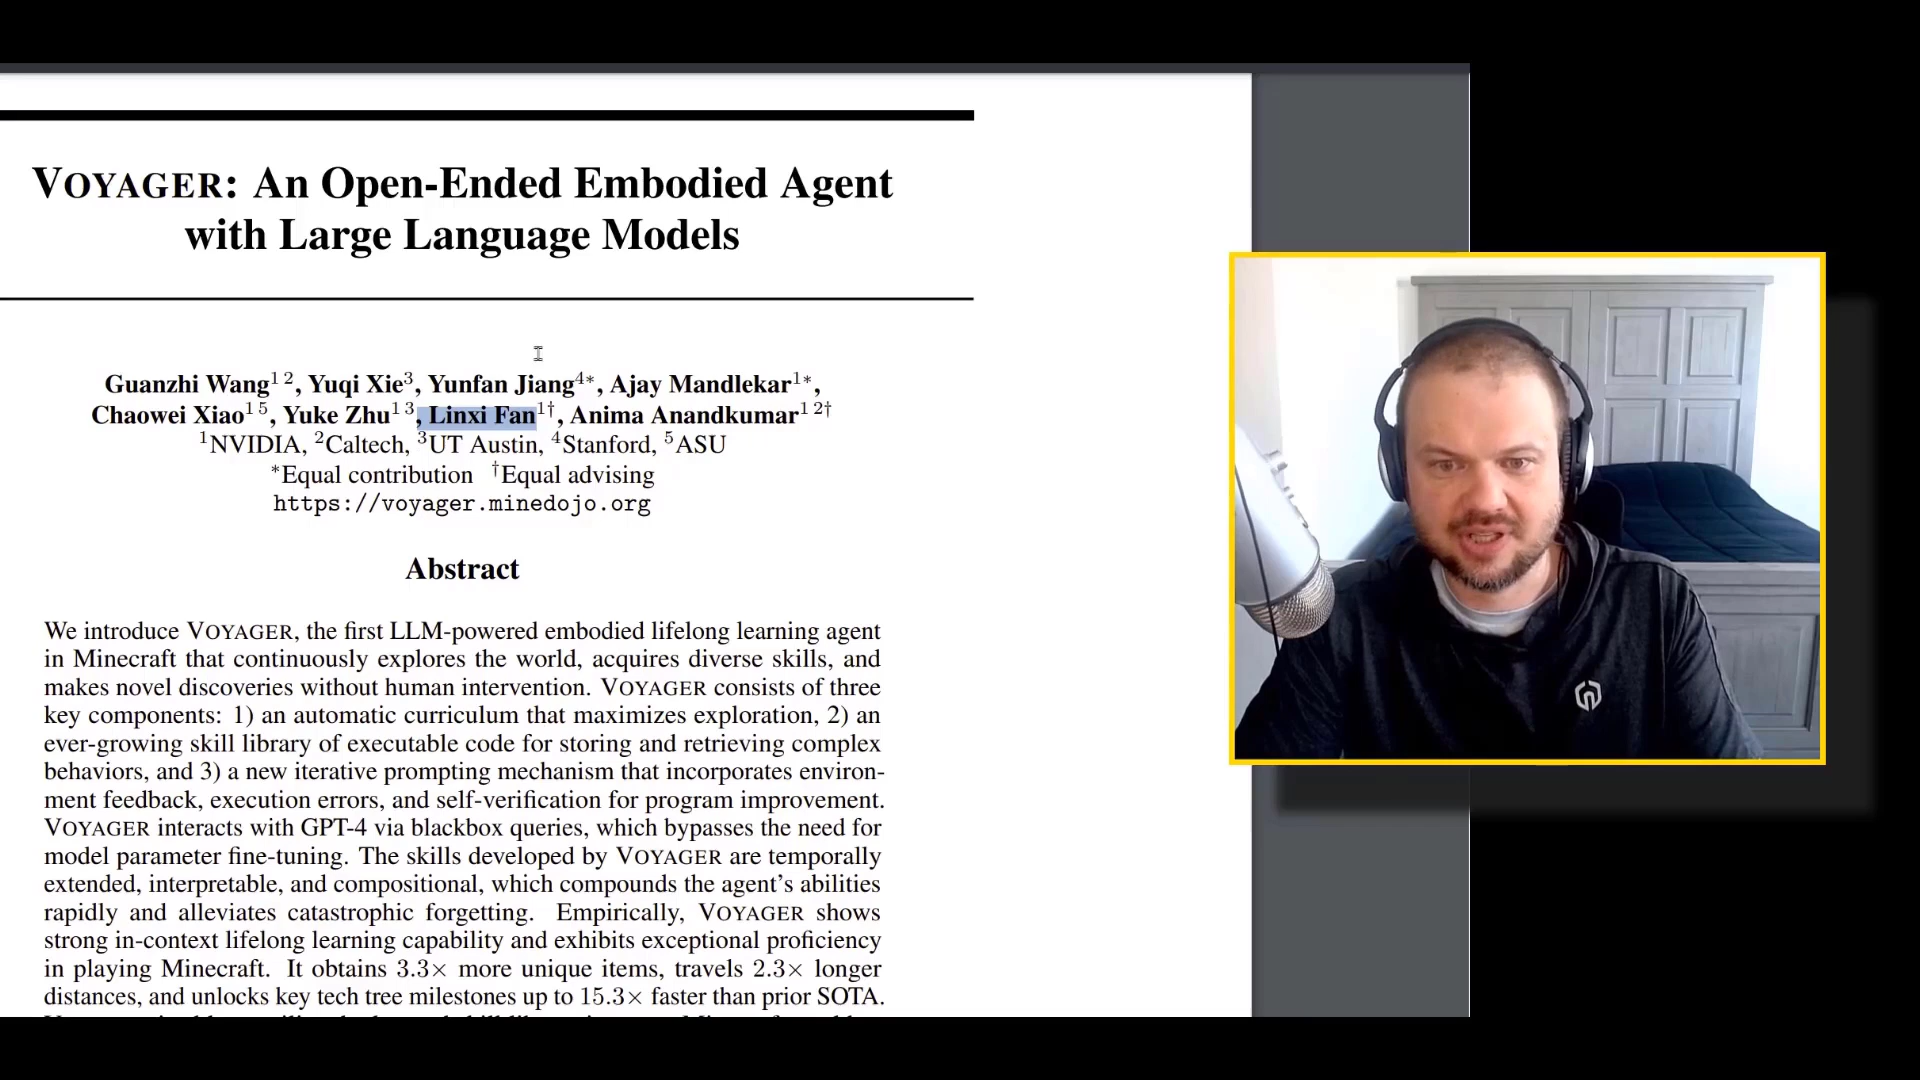 VOYAGER: An Open-Ended Embodied Agent
with Large Language Models
Guanzhi Wang1 2, Yuqi Xie3, Yunfan Jiang4*, Ajay Mandlekar1*,
Chaowei Xiao1 5, Yuke Zhu1 3, Linxi Fan1†, Anima Anandkumar1 2†
1NVIDIA, 2Caltech, 3UT Austin, 4Stanford, 5ASU
*Equal contribution †Equal advising
https://voyager.minedojo.org
Abstract
We introduce VOYAGER, the first LLM-powered embodied lifelong learning agent
in Minecraft that continuously explores the world, acquires diverse skills, and
makes novel discoveries without human intervention. VOYAGER consists of three
key components: 1) an automatic curriculum that maximizes exploration, 2) an
ever-growing skill library of executable code for storing and retrieving complex
behaviors, and 3) a new iterative prompting mechanism that incorporates environ-
ment feedback, execution errors, and self-verification for program improvement.
VOYAGER interacts with GPT-4 via blackbox queries, which bypasses the need for
model parameter fine-tuning. The skills developed by VOYAGER are temporally
extended, interpretable, and compositional, which compounds the agent's abilities
rapidly and alleviates catastrophic forgetting. Empirically, VOYAGER shows
strong in-context lifelong learning capability and exhibits exceptional proficiency
in playing Minecraft. It obtains 3.3× more unique items, travels 2.3× longer
distances, and unlocks key tech tree milestones up to 15.3× faster than prior SOTA.